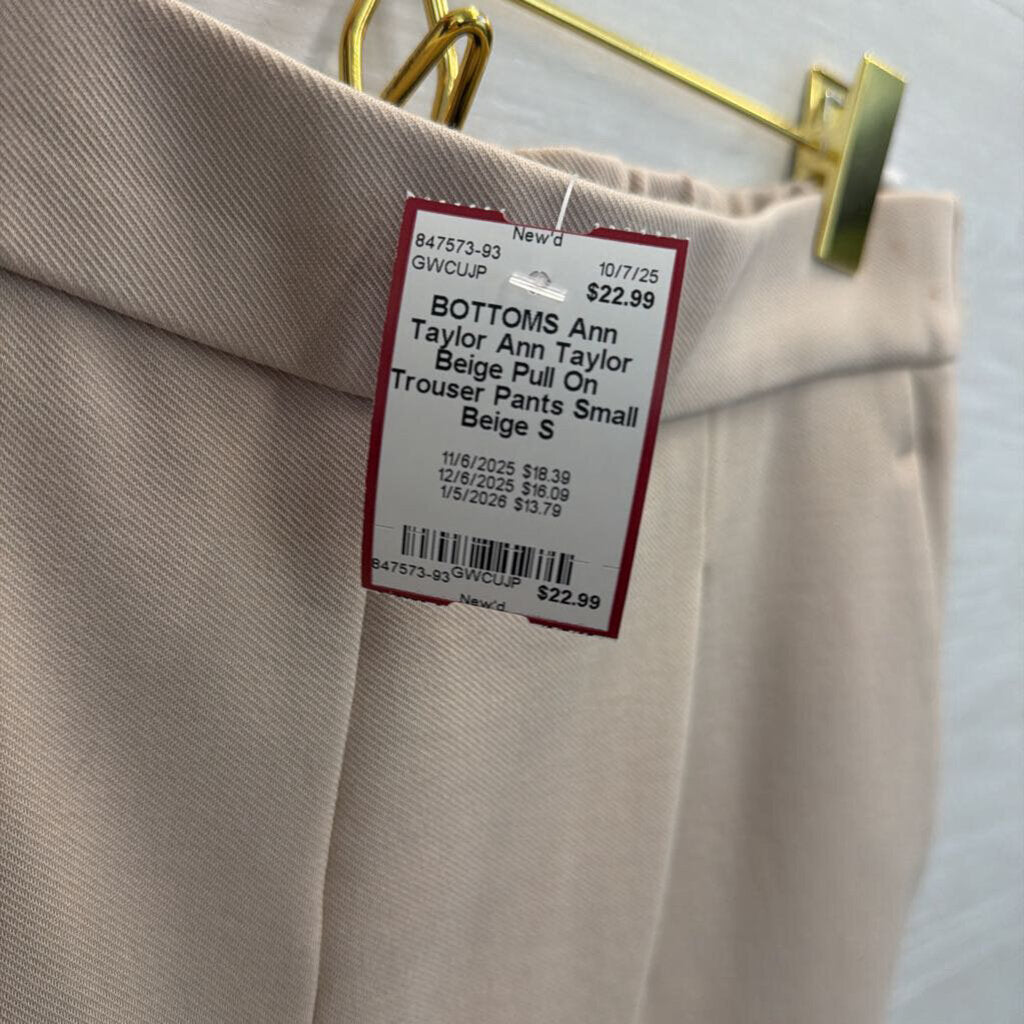 New'd
847573-93 10/7/25
GWCUJP $22.99
BOTTOMS Ann
Taylor Ann Taylor
Beige Pull On
Trouser Pants Small
Beige S
11/6/2025 $18.39
12/6/2025 $16.09
1/5/2026 $13.79
847573-93 GWCUJP $22.99
New'd